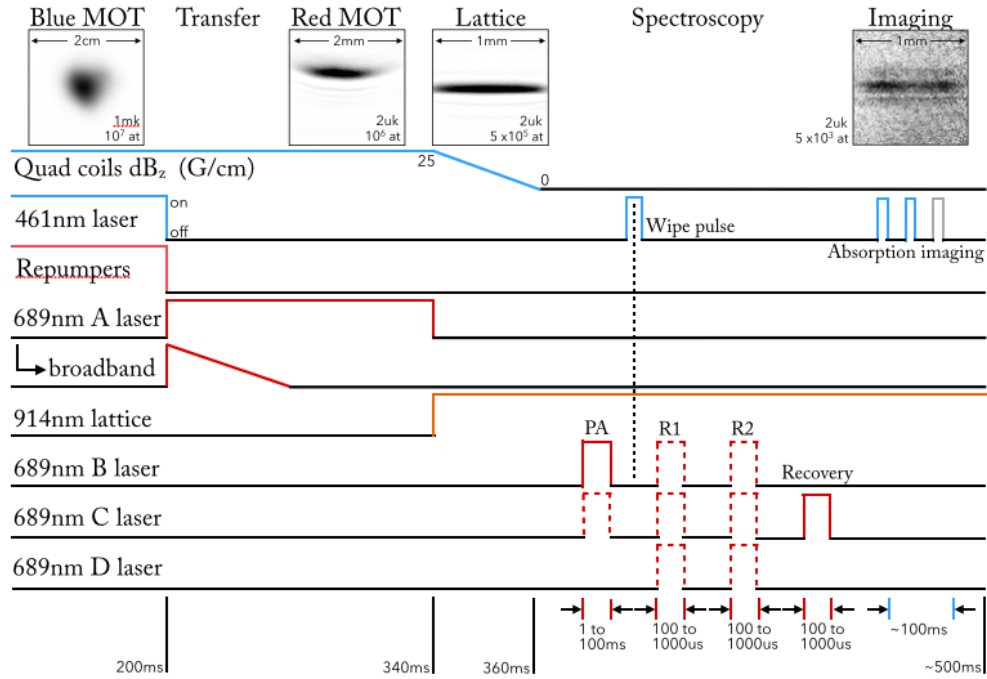 Blue MOT Transfer Red MOT Lattice Spectroscopy Imaging
2cm 2mm 1mm 1mm
1mk
10⁷ at
2uk
10⁶ at
2uk
5 x10⁵ at
2uk
5 x10³ at
Quad coils dBz (G/cm) 25
0
461nm laser
on
off
Wipe pulse
Absorption imaging
Repumpers
689nm A laser
broadband
914nm lattice
PA R1 R2
689nm B laser
Recovery
689nm C laser
689nm D laser
1 to
100ms
100 to
1000us
100 to
1000us
100 to
1000us
~100ms
200ms 340ms 360ms ~500ms